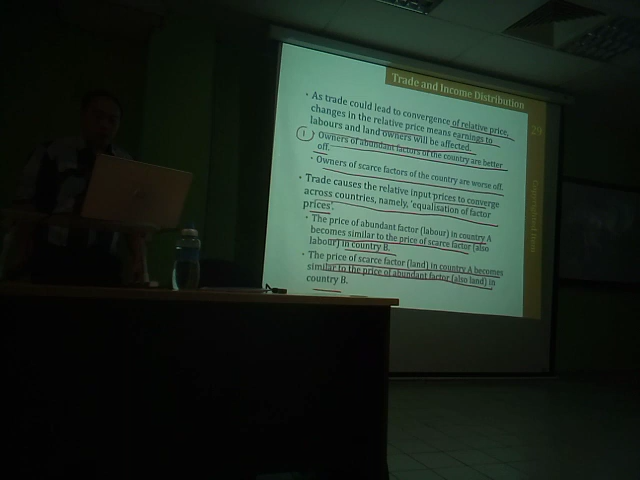 Trade and Income Distribution
29
• As trade could lead to convergence of relative price,
changes in the relative price means earnings to
labours and land owners will be affected.
1 • Owners of abundant factors of the country are better
off.
• Owners of scarce factors of the country are worse off.
• Trade causes the relative input prices to converge
across countries, namely, 'equalisation of factor
prices'.
• The price of abundant factor (labour) in country A
becomes similar to the price of scarce factor (also
labour) in country B.
• The price of scarce factor (land) in country A becomes
similar to the price of abundant factor (also land) in
country B.